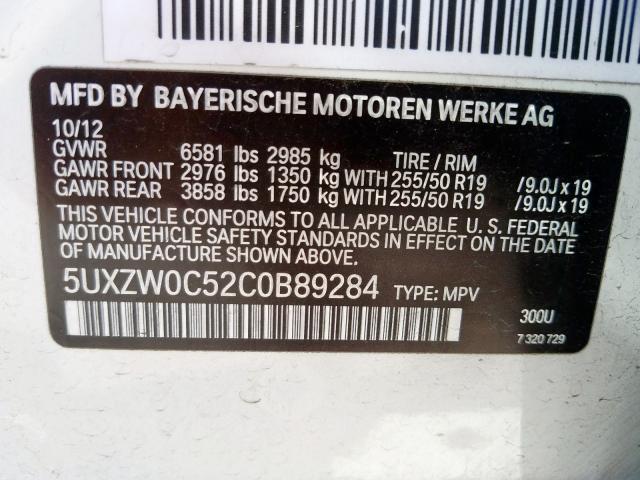 MFD BY BAYERISCHE MOTOREN WERKE AG
10/12
GVWR 6581 lbs 2985 kg TIRE / RIM
GAWR FRONT 2976 lbs 1350 kg WITH 255/50 R19 /9.0J x 19
GAWR REAR 3858 lbs 1750 kg WITH 255/50 R19 /9.0J x 19
THIS VEHICLE CONFORMS TO ALL APPLICABLE U. S. FEDERAL
MOTOR VEHICLE SAFETY STANDARDS IN EFFECT ON THE DATE
OF MANUFACTURE SHOWN ABOVE.
5UXZW0C52C0B89284 TYPE: MPV
300U
7 320 729